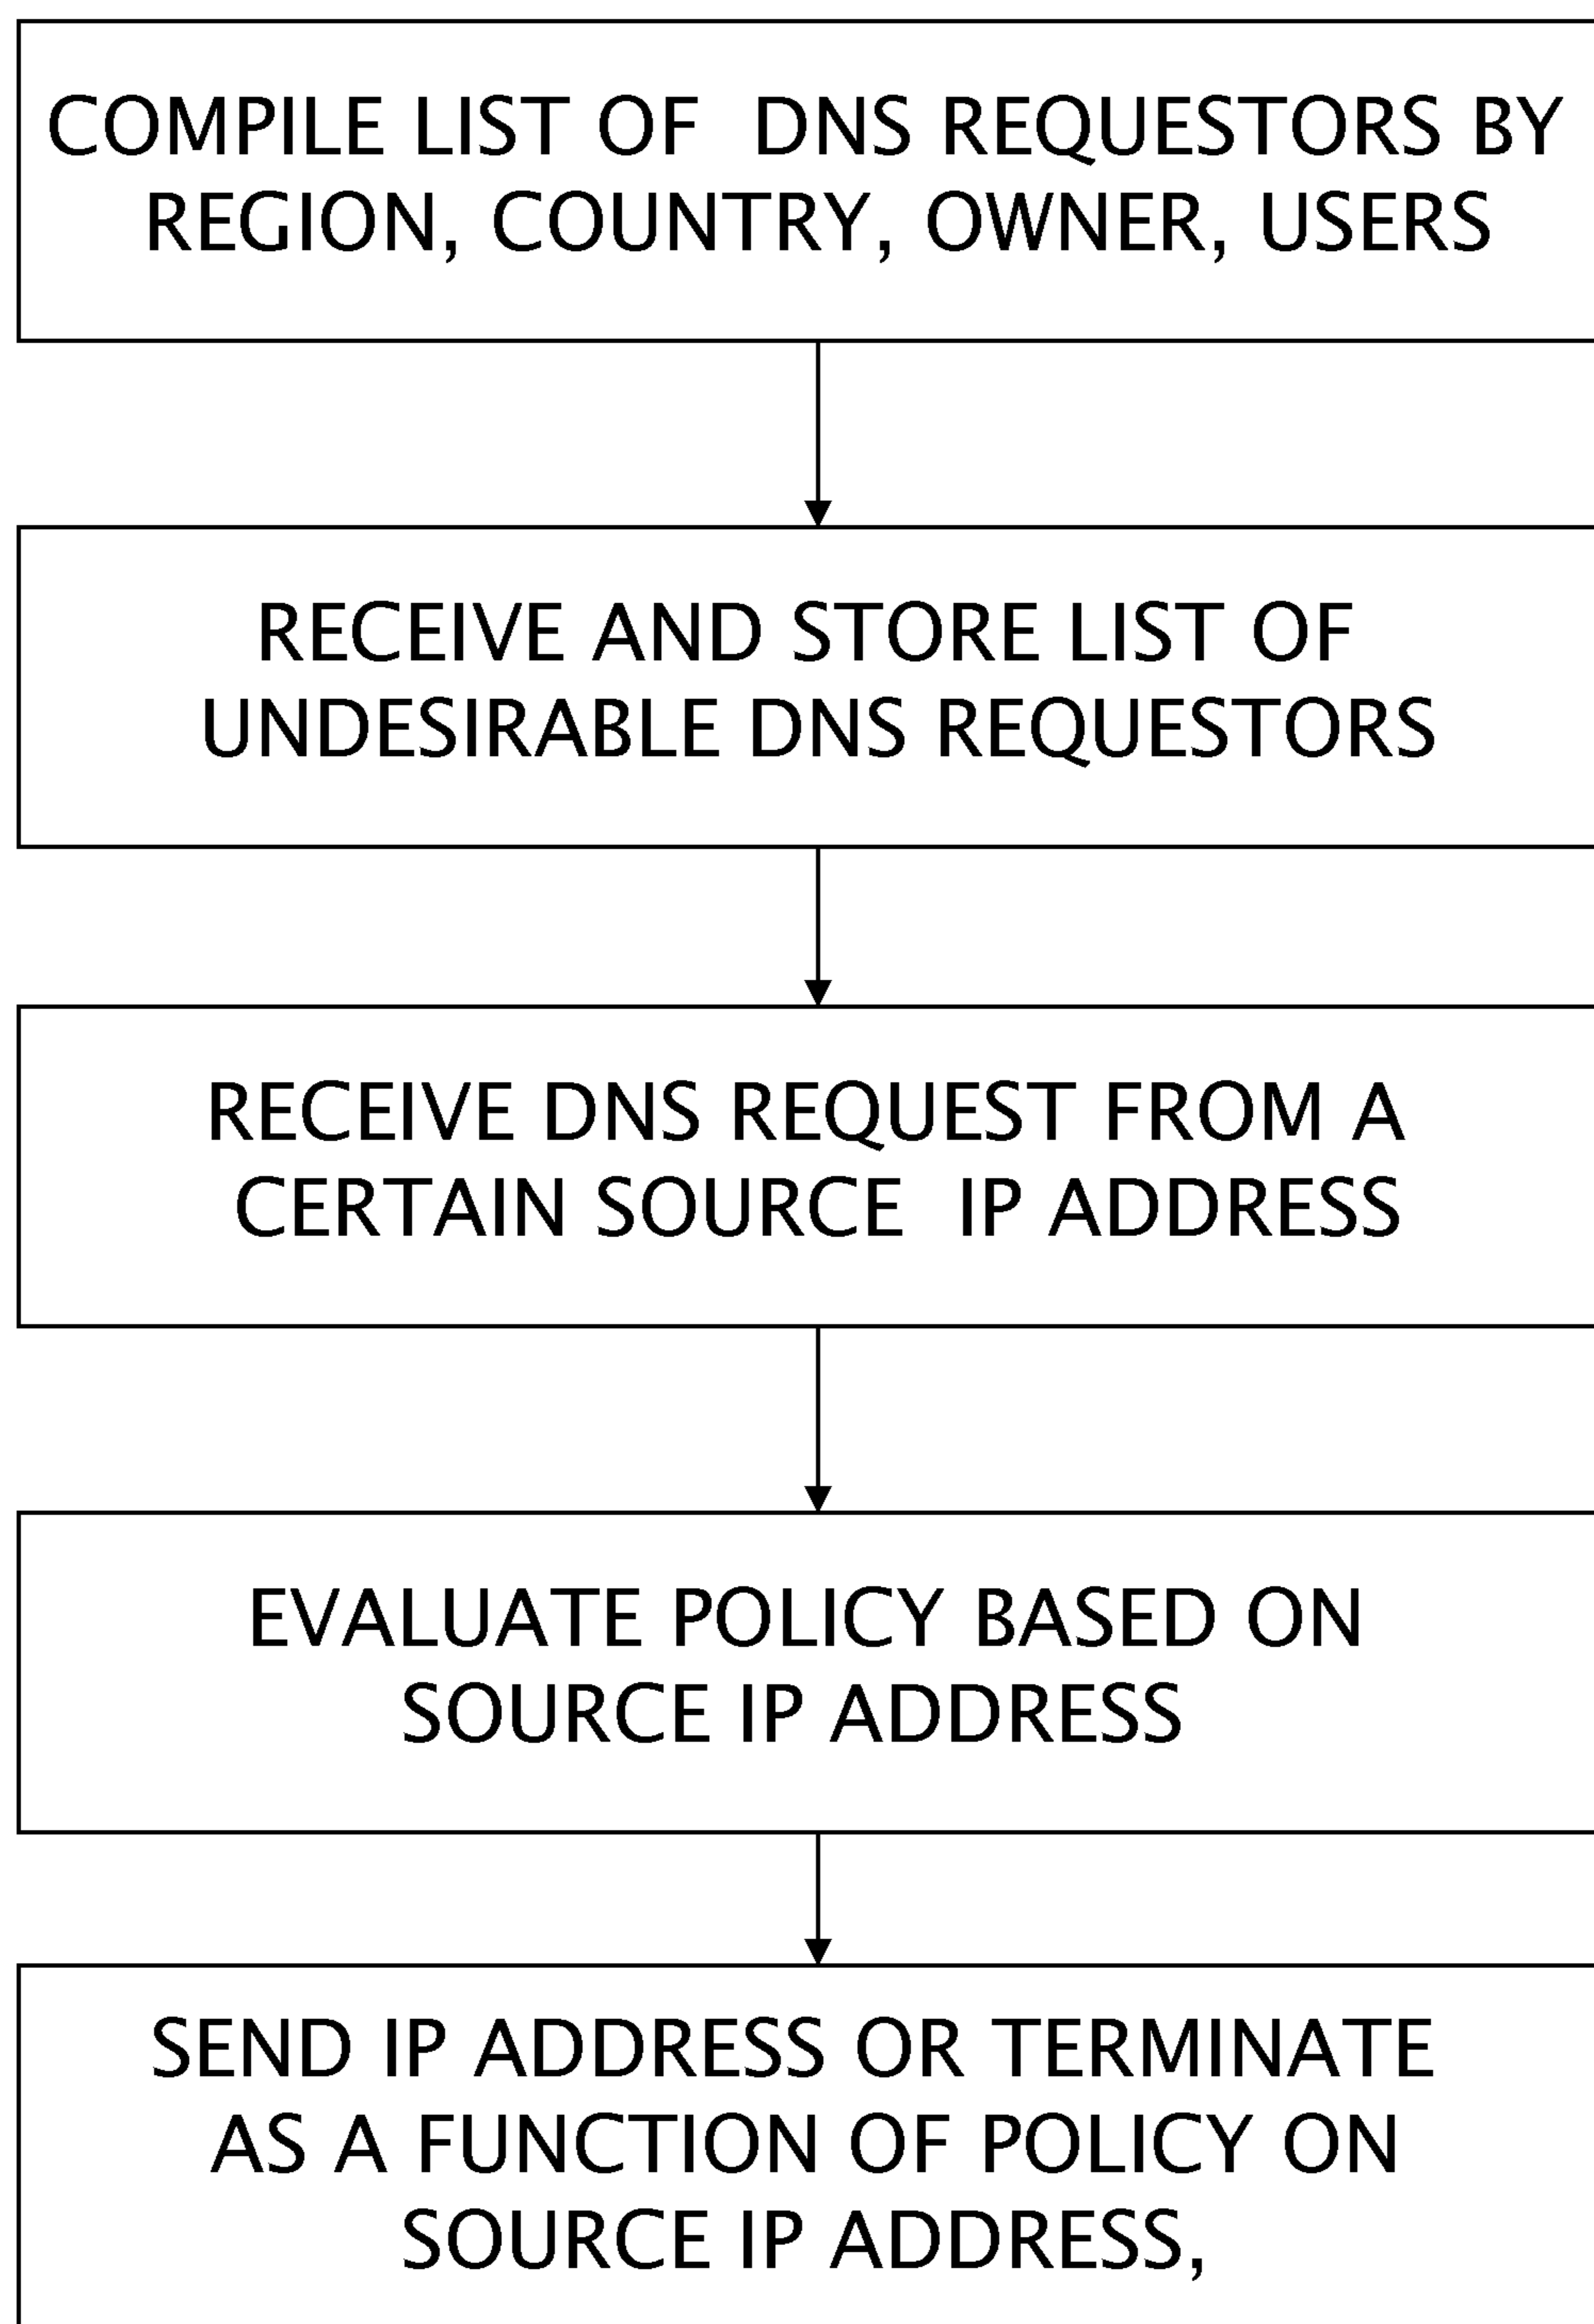 COMPILE LIST OF DNS REQUESTORS BY
REGION, COUNTRY, OWNER, USERS
RECEIVE AND STORE LIST OF
UNDESIRABLE DNS REQUESTORS
RECEIVE DNS REQUEST FROM A
CERTAIN SOURCE IP ADDRESS
EVALUATE POLICY BASED ON
SOURCE IP ADDRESS
SEND IP ADDRESS OR TERMINATE
AS A FUNCTION OF POLICY ON
SOURCE IP ADDRESS,